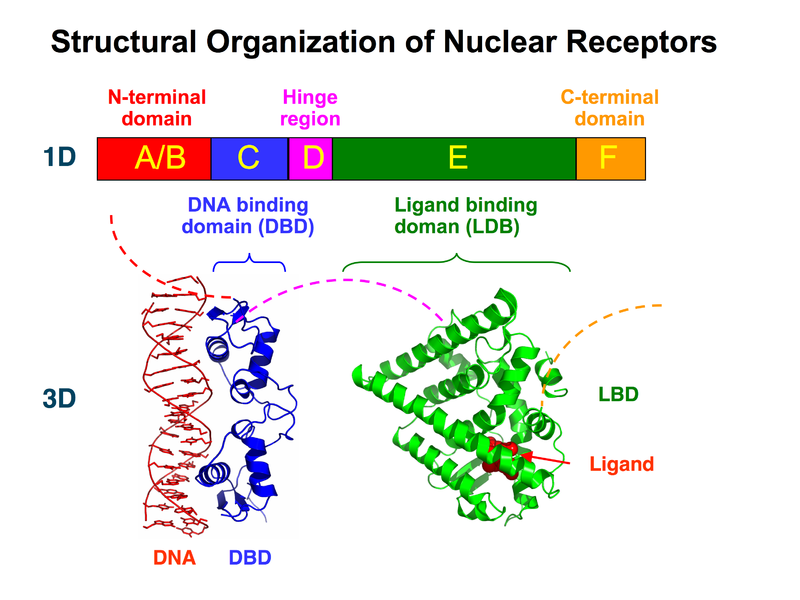 Structural Organization of Nuclear Receptors
N-terminal
domain
Hinge
region
C-terminal
domain
1D
A/B
C
D
E
F
DNA binding
domain (DBD)
Ligand binding
doman (LDB)
3D
LBD
Ligand
DNA
DBD